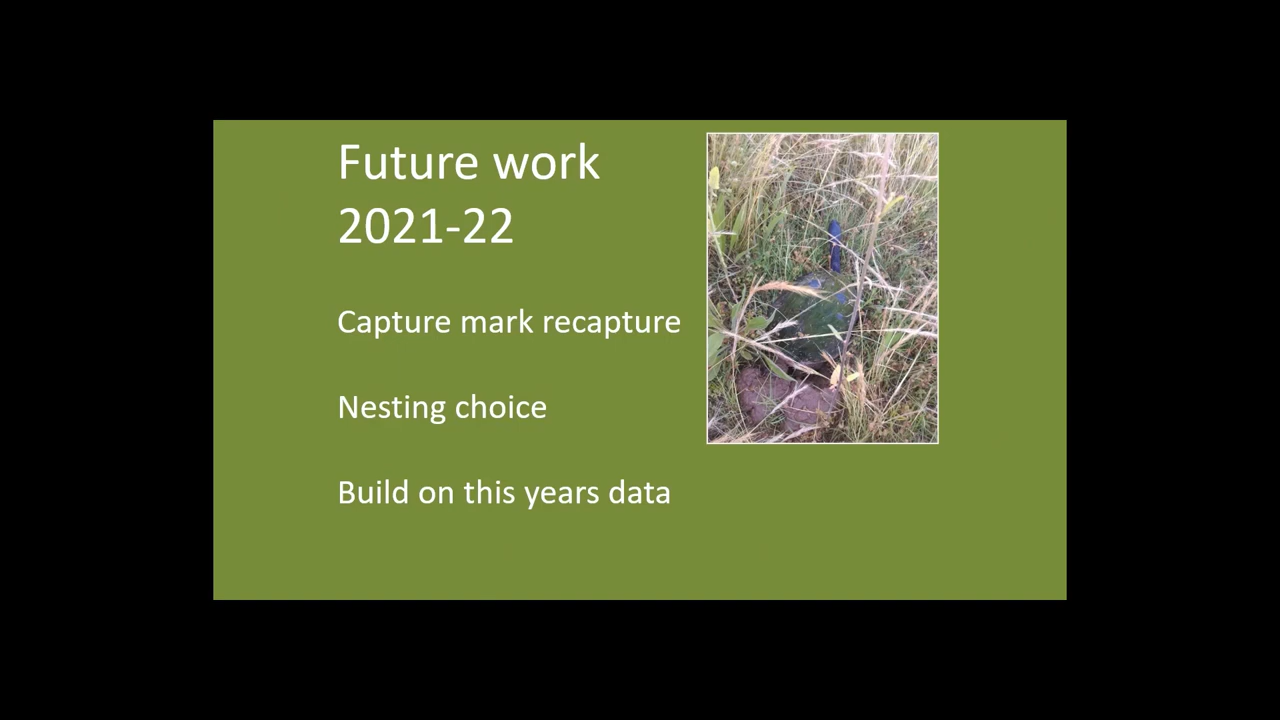 Future work
2021-22
Capture mark recapture
Nesting choice
Build on this years data